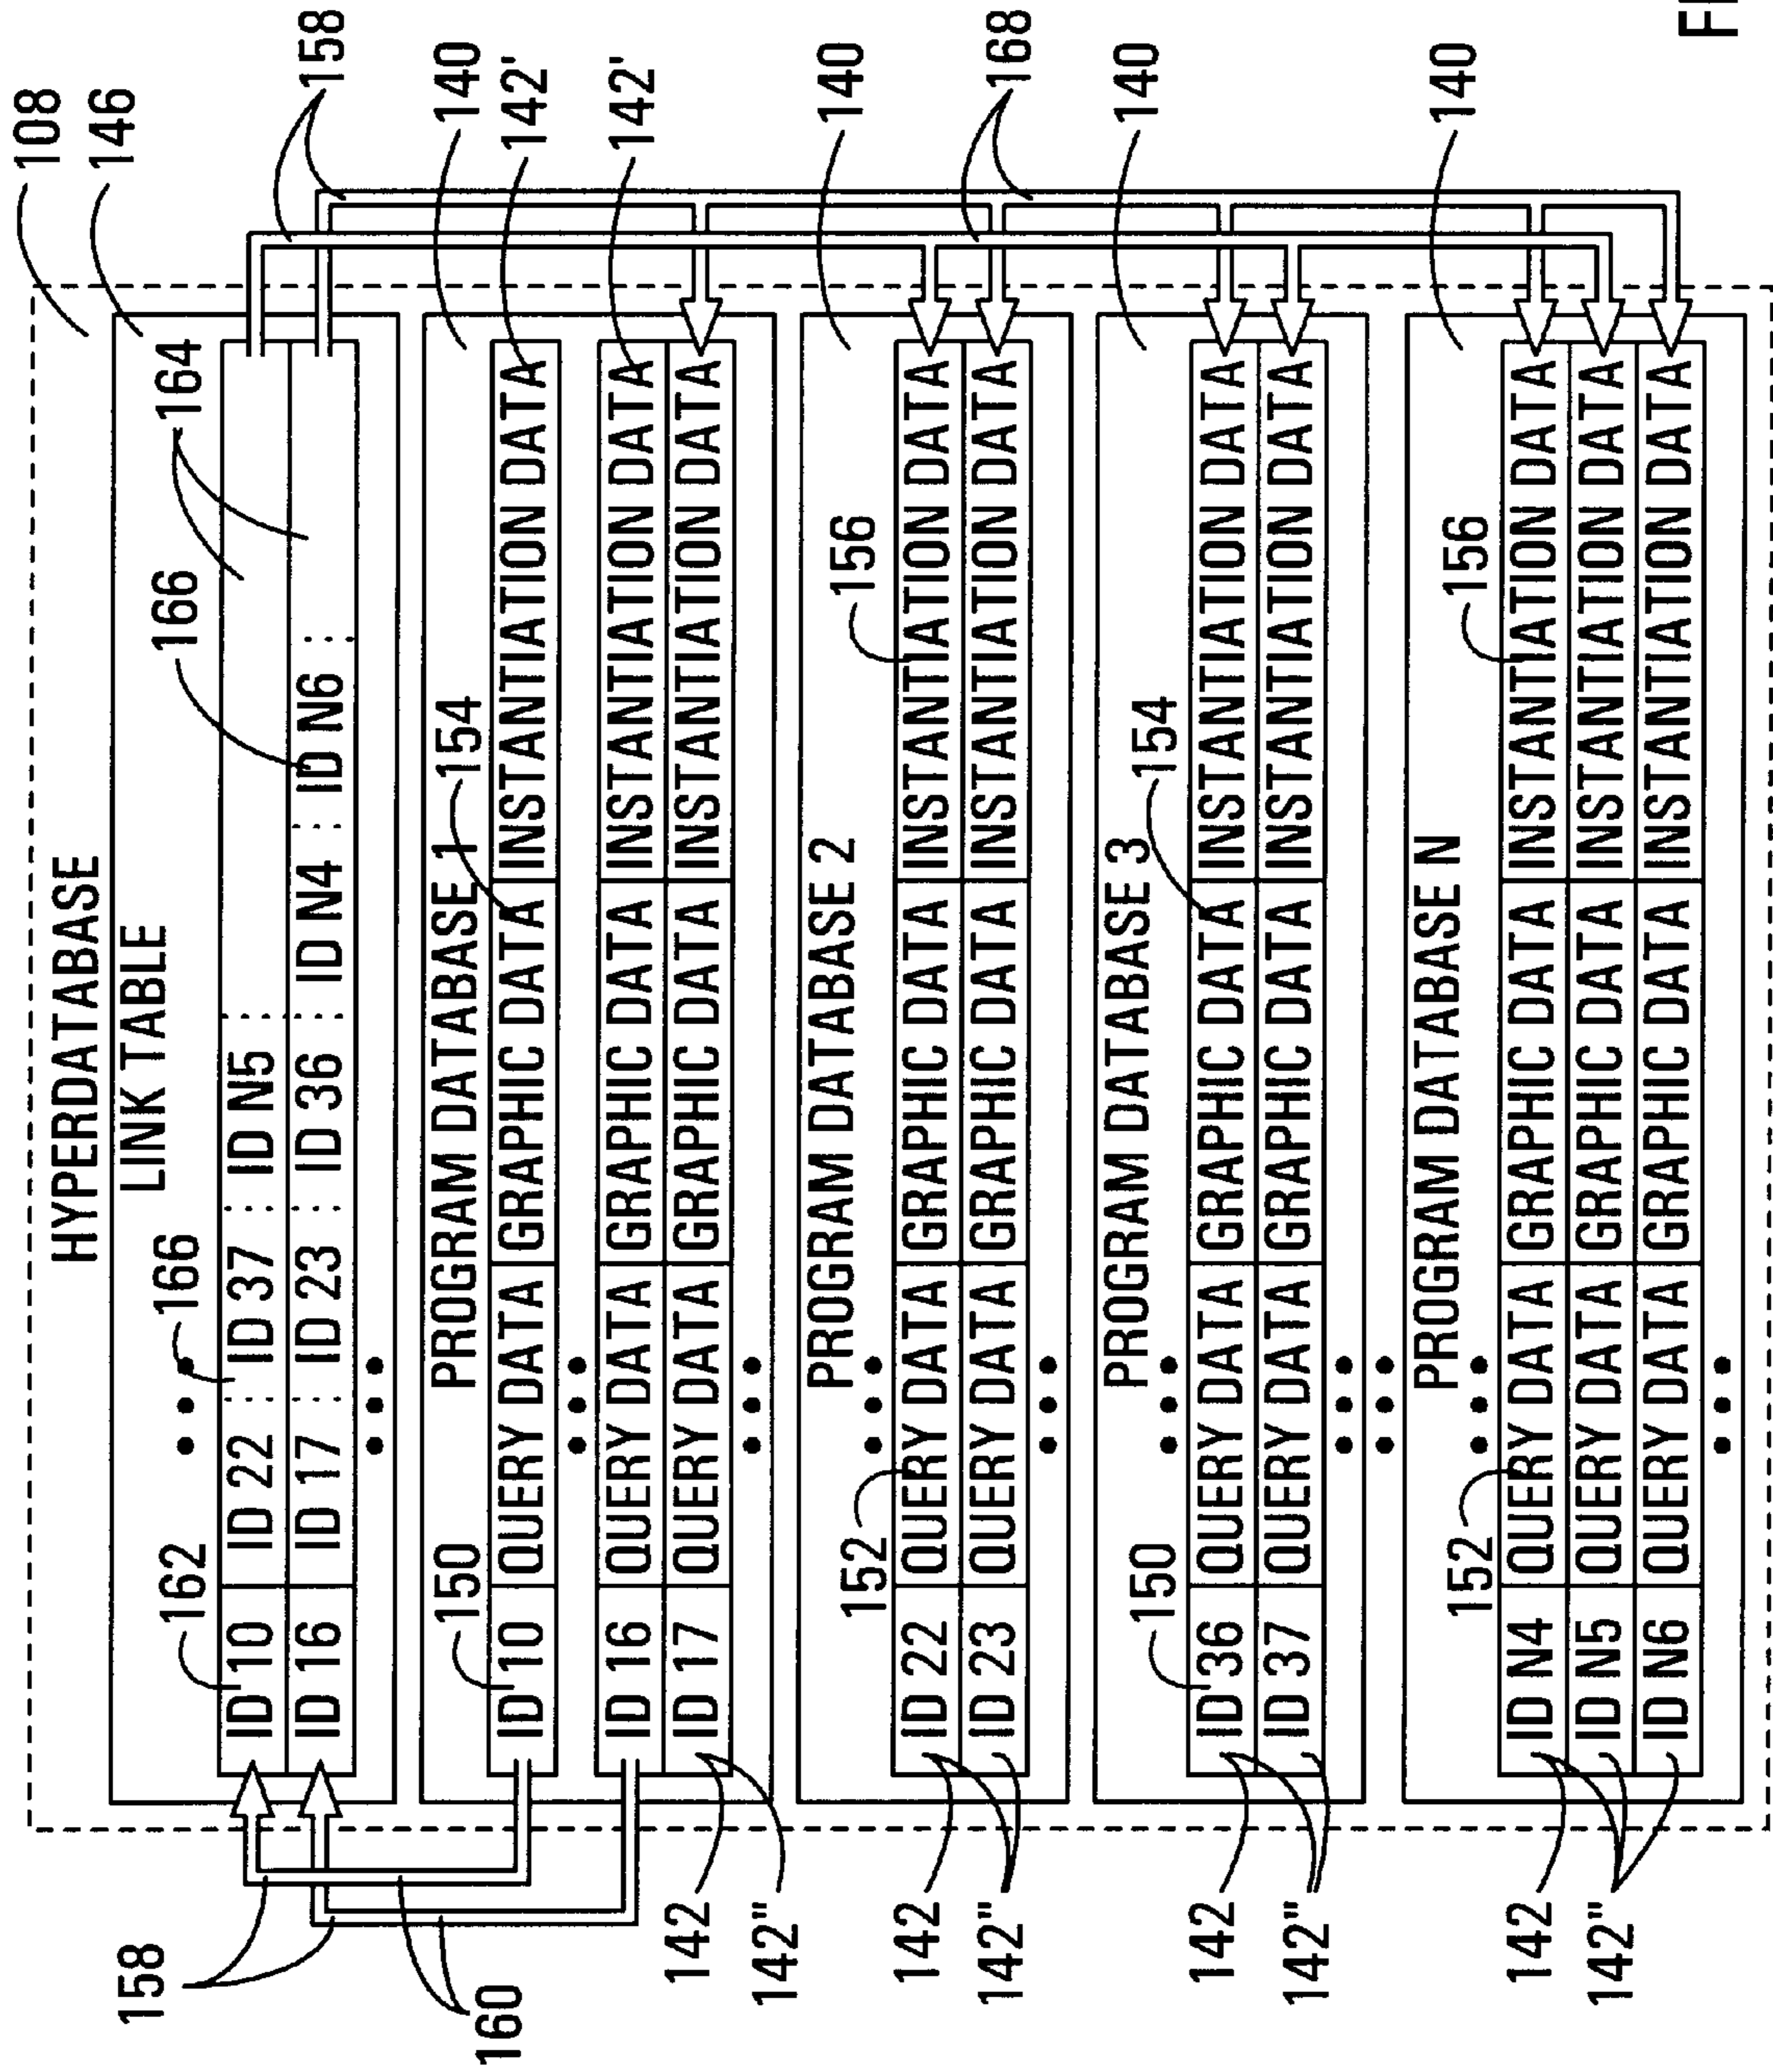 HYPERDATABASE
108
LINK TABLE
146
162
166
166
164
ID 10 ID 22 ID 37 ID N5
ID 16 ID 17 ID 23 ID 36 ID N4 ID N6
158
158
160
PROGRAM DATABASE 1
140
150
154
142'
ID 10 QUERY DATA GRAPHIC DATA INSTANTIATION DATA
142'
ID 16 QUERY DATA GRAPHIC DATA INSTANTIATION DATA
ID 17 QUERY DATA GRAPHIC DATA INSTANTIATION DATA
142
142"
PROGRAM DATABASE 2
140
152
156
ID 22 QUERY DATA GRAPHIC DATA INSTANTIATION DATA
ID 23 QUERY DATA GRAPHIC DATA INSTANTIATION DATA
142
142"
168
PROGRAM DATABASE 3
140
150
154
ID 36 QUERY DATA GRAPHIC DATA INSTANTIATION DATA
ID 37 QUERY DATA GRAPHIC DATA INSTANTIATION DATA
142
142"
PROGRAM DATABASE N
140
152
156
ID N4 QUERY DATA GRAPHIC DATA INSTANTIATION DATA
ID N5 QUERY DATA GRAPHIC DATA INSTANTIATION DATA
ID N6 QUERY DATA GRAPHIC DATA INSTANTIATION DATA
142
142"